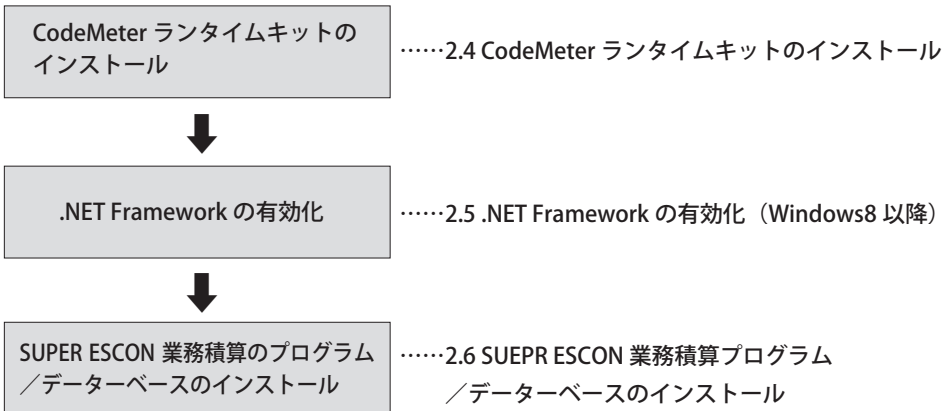 CodeMeter ランタイムキットの
インストール
……2.4 CodeMeter ランタイムキットのインストール
.NET Framework の有効化
……2.5 .NET Framework の有効化（Windows8 以降）
SUPER ESCON 業務積算のプログラム
／データーベースのインストール
……2.6 SUEPR ESCON 業務積算プログラム
／データーベースのインストール